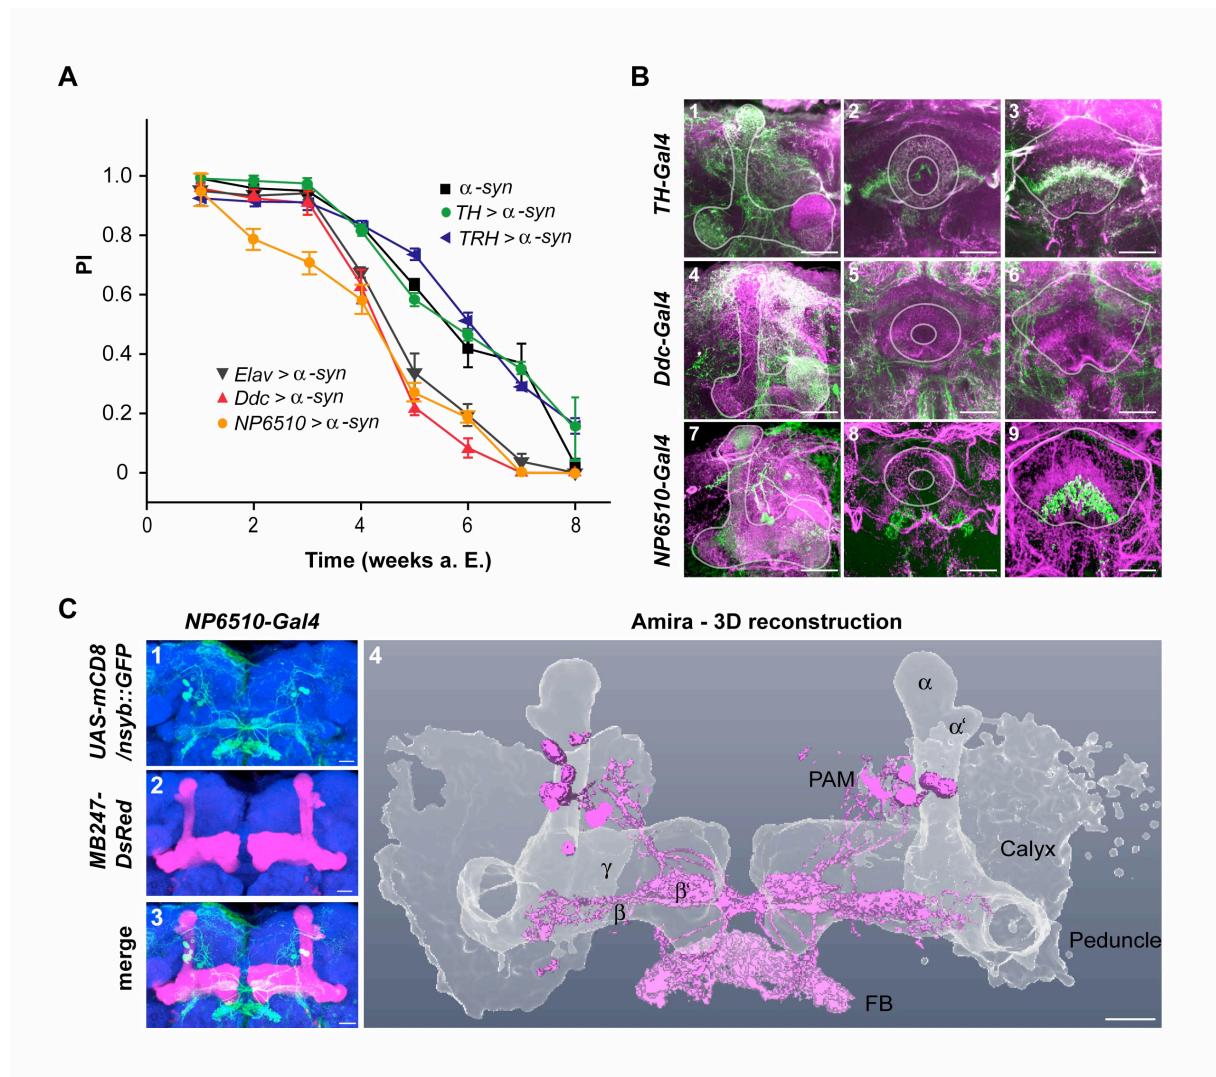 A
1.0
0.8
0.6
0.4
0.2
0
PI
0
2
4
6
8
Time (weeks a. E.)
α-syn
TH > α-syn
TRH > α-syn
Elav > α-syn
Ddc > α-syn
NP6510 > α-syn
B
TH-Gal4
1
2
3
Ddc-Gal4
4
5
6
NP6510-Gal4
7
8
9
C
NP6510-Gal4
UAS-mCD8
/nsyb::GFP
1
MB247-
DsRed
2
merge
3
Amira - 3D reconstruction
4
α
α‘
PAM
Calyx
γ
β‘
β
Peduncle
FB